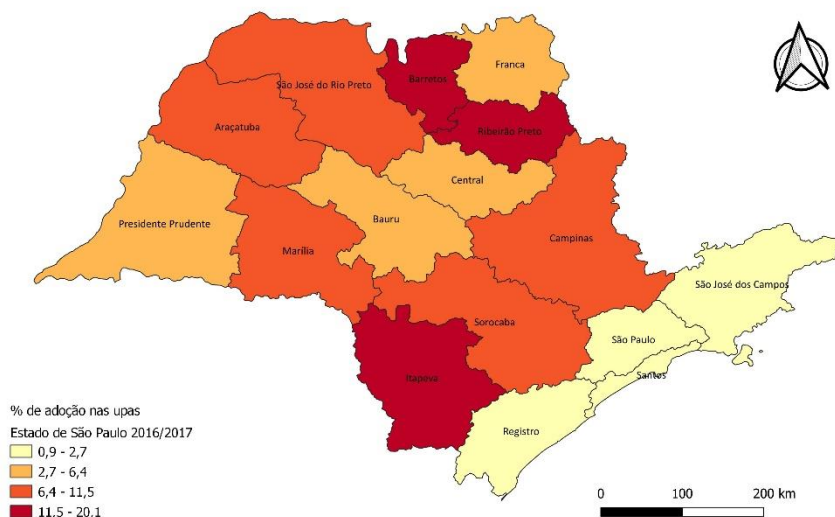 Franca
Barretos
São José do Rio Preto
Ribeirão Preto
Araçatuba
Central
Presidente Prudente
Bauru
Marília
Campinas
São José dos Campos
Sorocaba
São Paulo
Santos
Itapeva
Registro
% de adoção nas upas
Estado de São Paulo 2016/2017
0,9 - 2,7
2,7 - 6,4
6,4 - 11,5
11,5 - 20,1
0 100 200 km